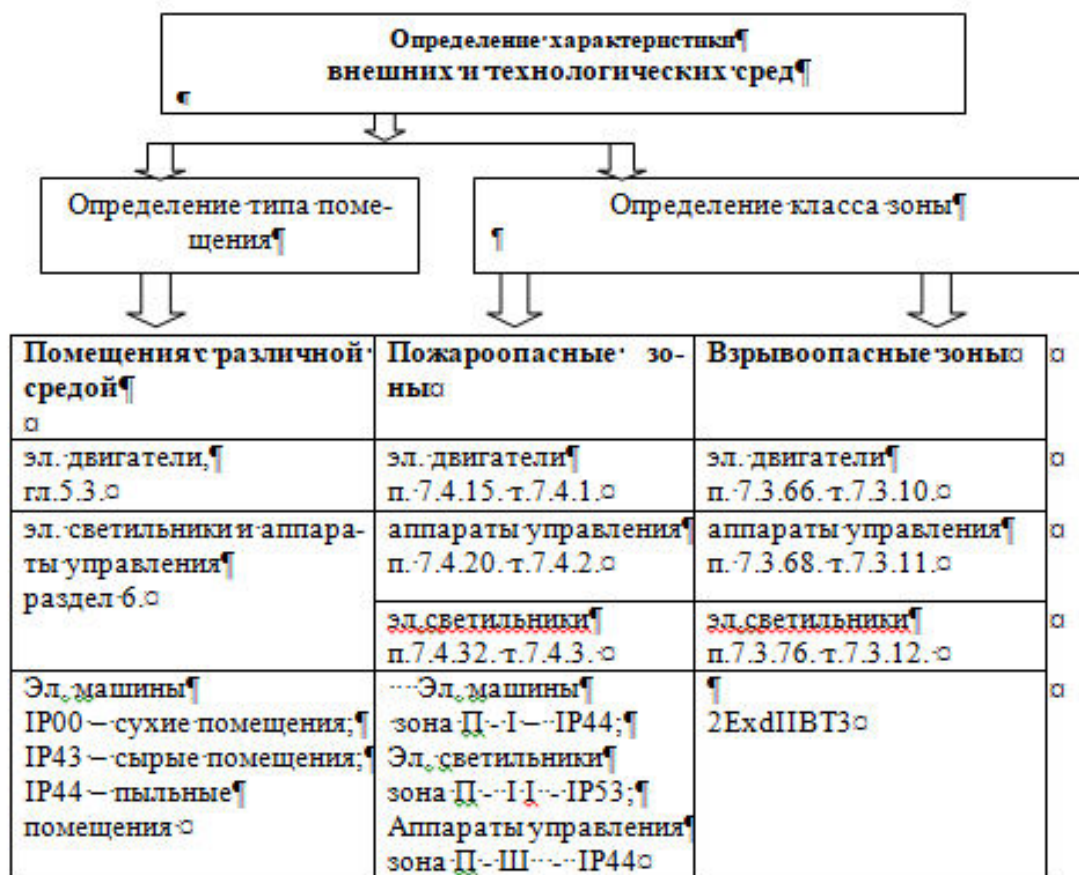 Определение характеристики
внешних и технологических сред
Определение типа поме-
щения
Определение класса зоны
Помещения с различной
средой
Пожароопасные зо-
ны
Взрывоопасные зоны
эл. двигатели,
гл.5.3.
эл. двигатели
п. 7.4.15. т.7.4.1.
эл. двигатели
п. 7.3.66. т.7.3.10.
эл. светильники и аппара-
ты управления
раздел 6.
аппараты управления
п. 7.4.20. т.7.4.2.
аппараты управления
п. 7.3.68. т.7.3.11.
эл.светильники
п.7.4.32. т.7.4.3.
эл.светильники
п.7.3.76. т.7.3.12.
Эл. машины
IP00 – сухие помещения;
IP43 – сырые помещения;
IP44 – пыльные
помещения
Эл. машины
зона П - I – IP44;
Эл. светильники
зона П - I I - IP53;
Аппараты управления
зона П - Ш - IP44
2ExdIIBT3